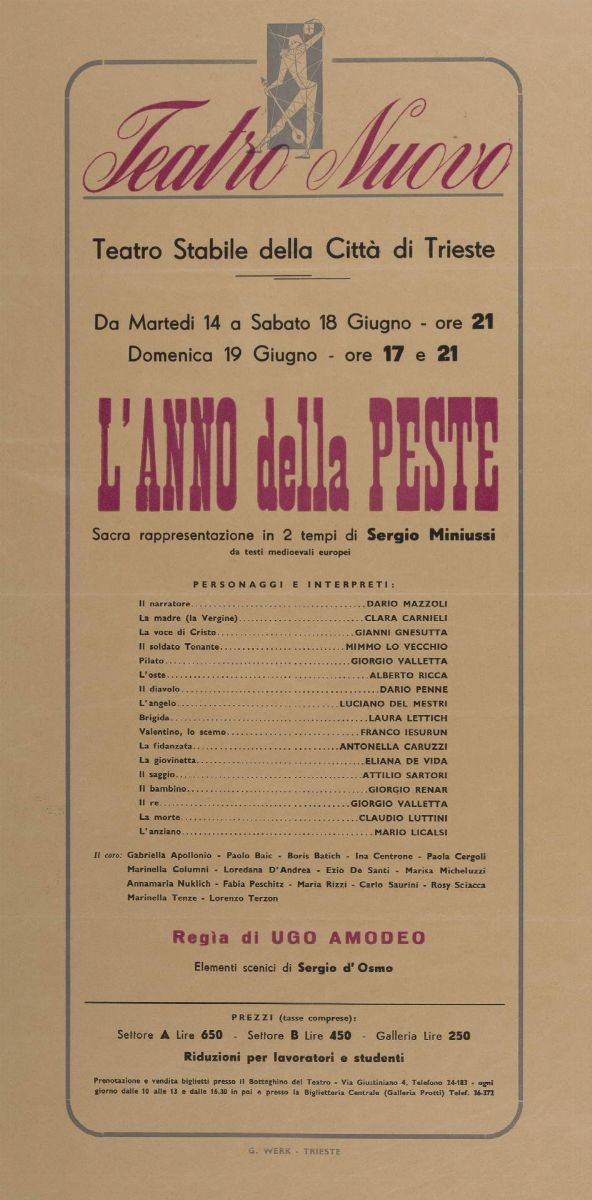 Teatro Nuovo
Teatro Stabile della Città di Trieste
Da Martedi 14 a Sabato 18 Giugno - ore 21
Domenica 19 Giugno - ore 17 e 21
L'ANNO della PESTE
Sacra rappresentazione in 2 tempi di Sergio Miniussi
da testi medioevali europei
PERSONAGGI E INTERPRETI:
Il narratore DARIO MAZZOLI
La madre (la Vergine) CLARA CARNIELI
La voce di Cristo GIANNI GNESUTTA
Il soldato Tonante MIMMO LO VECCHIO
Pilato GIORGIO VALLETTA
L'oste ALBERTO RICCA
Il diavolo DARIO PENNE
L'angelo LUCIANO DEL MESTRI
Brigida LAURA LETTICH
Valentino, lo scemo FRANCO IESURUN
La fidanzata ANTONELLA CARUZZI
La giovinetta ELIANA DE VIDA
Il saggio ATTILIO SARTORI
Il bambino GIORGIO RENAR
Il re GIORGIO VALLETTA
La morte CLAUDIO LUTTINI
L'anziano MARIO LICALSI
Il coro: Gabriella Apollonio - Paolo Baic - Boris Batich - Ina Centrone - Paola Cergoli
Marinella Columni - Loredana D'Andrea - Ezio De Santi - Marisa Micheluzzi
Annamaria Nuklich - Fabia Peschitz - Maria Rizzi - Carlo Saurini - Rosy Sciacca
Marinella Tenze - Lorenzo Terzon
Regìa di UGO AMODEO
Elementi scenici di Sergio d'Osmo
PREZZI (tasse comprese):
Settore A Lire 650 - Settore B Lire 450 - Galleria Lire 250
Riduzioni per lavoratori e studenti
Prenotazione e vendita biglietti presso il Botteghino del Teatro - Via Giustiniano 4, Telefono 24-183 - ogni
giorno dalle 10 alle 13 e dalle 16.30 in poi e presso la Biglietteria Centrale (Galleria Protti) Telef. 36-372
G. WERK - TRIESTE